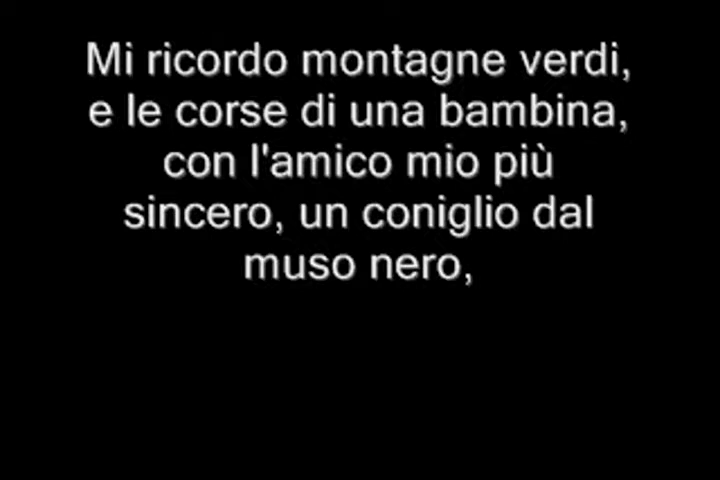 Mi ricordo montagne verdi,
e le corse di una bambina,
con l'amico mio più
sincero, un coniglio dal
muso nero,